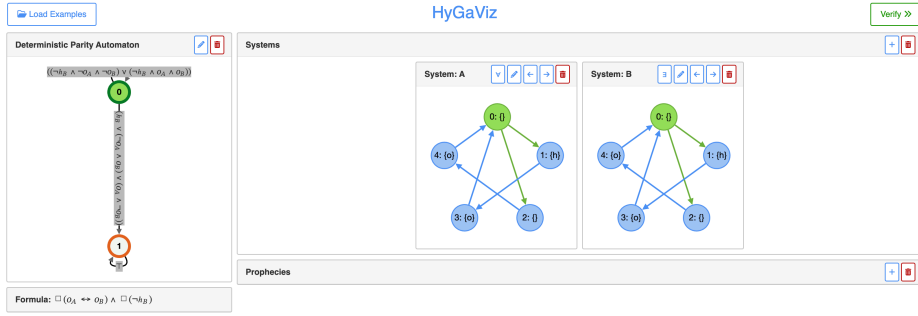 Load Examples
HyGaViz
Verify »
Deterministic Parity Automaton
((¬h_B ∧ ¬o_A ∧ ¬o_B) ∨ (¬h_B ∧ o_A ∧ o_B))
0
1
⊤
Formula: □ (o_A ↔ o_B) ∧ □ (¬h_B)
Systems
+
System: A
∀
←
→
0: {}
4: {o}
1: {h}
3: {o}
2: {}
System: B
∃
←
→
0: {}
4: {o}
1: {h}
3: {o}
2: {}
Prophecies
+